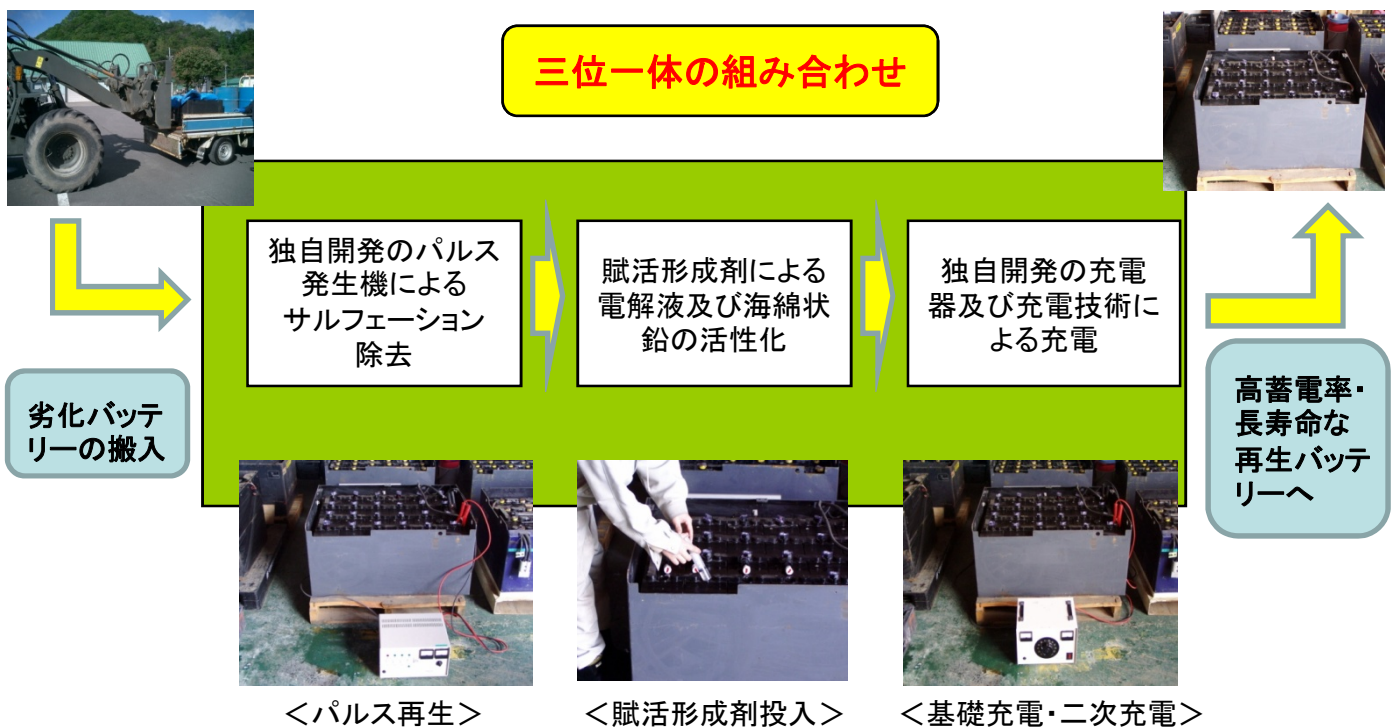 三位一体の組み合わせ
劣化バッテ
リーの搬入
独自開発のパルス
発生機による
サルフェーション
除去
賦活形成剤による
電解液及び海綿状
鉛の活性化
独自開発の充電
器及び充電技術に
よる充電
高蓄電率・
長寿命な
再生バッテ
リーへ
＜パルス再生＞
＜賦活形成剤投入＞
＜基礎充電・二次充電＞